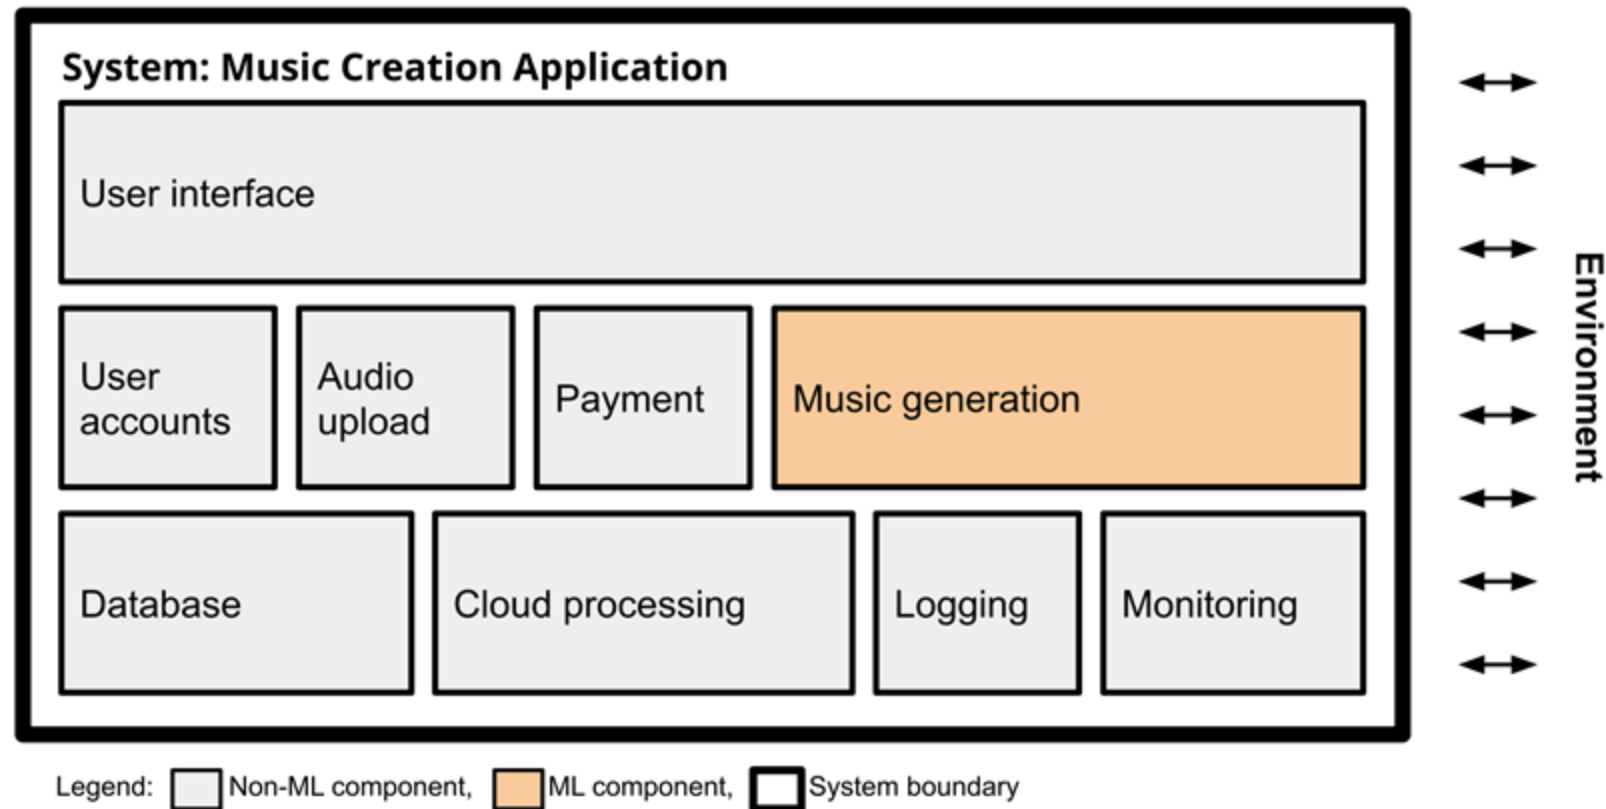 System: Music Creation Application
User interface
User
accounts
Audio
upload
Payment
Music generation
Database
Cloud processing
Logging
Monitoring
Environment
Legend: Non-ML component, ML component, System boundary